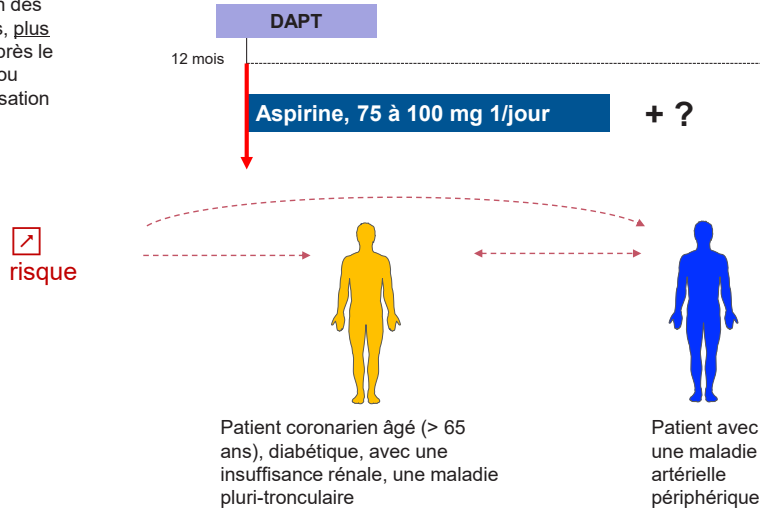 n des
s, plus
près le
ou
sation
DAPT
12 mois
Aspirine, 75 à 100 mg 1/jour
+ ?
risque
Patient coronarien âgé (> 65
ans), diabétique, avec une
insuffisance rénale, une maladie
pluri-tronculaire
Patient avec
une maladie
artérielle
périphérique